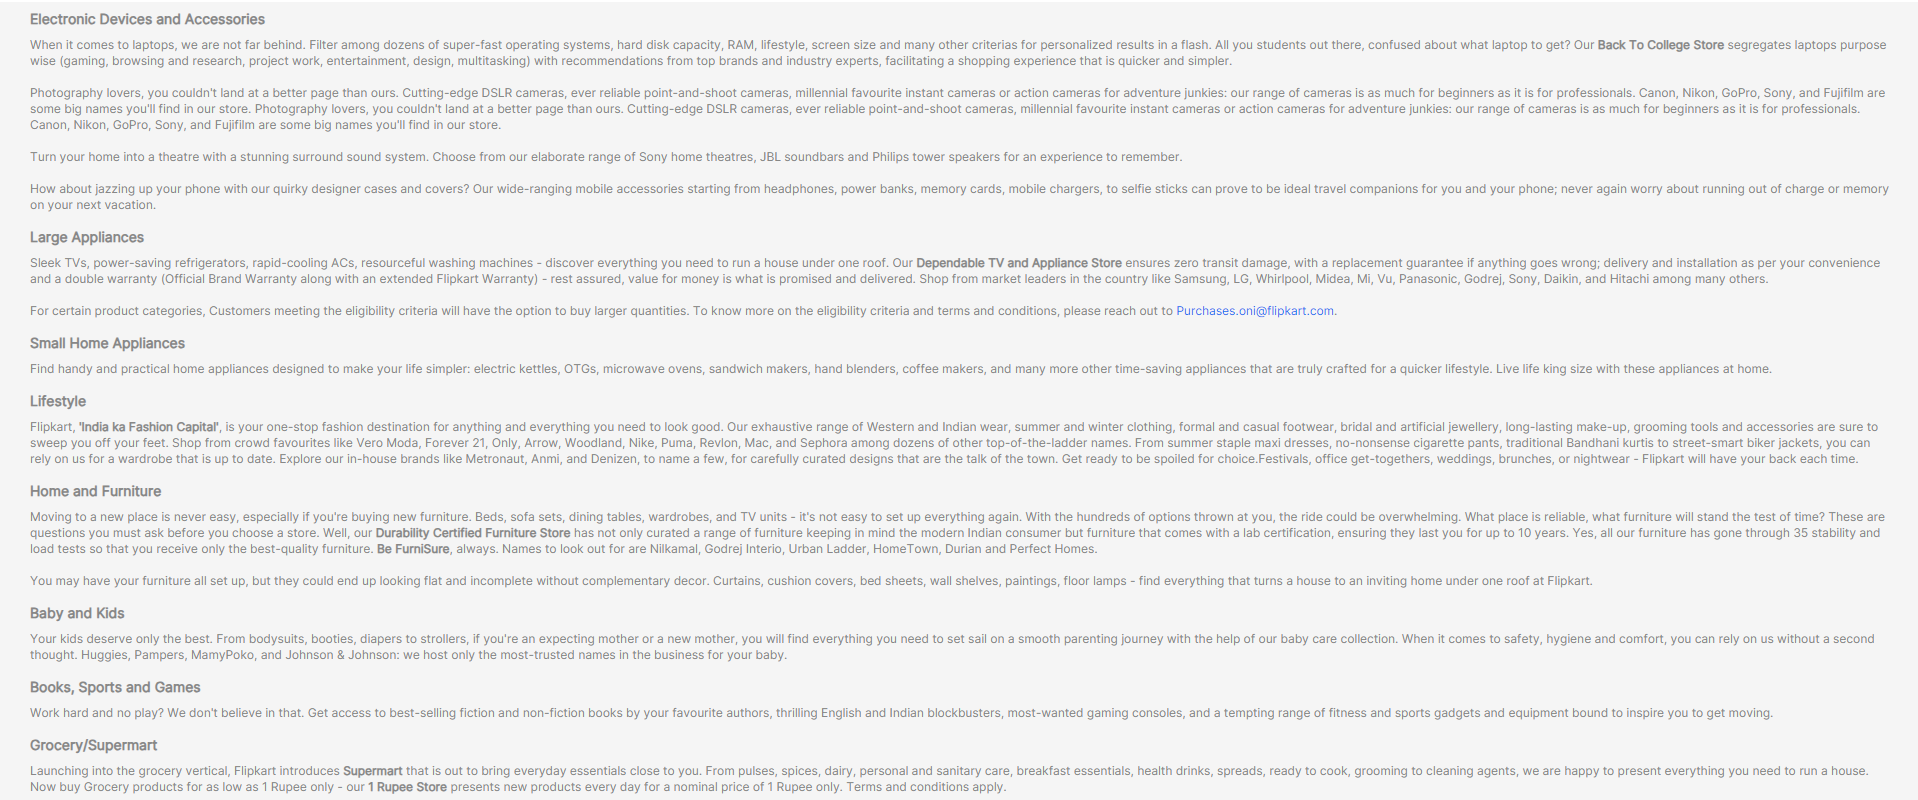 Electronic Devices and Accessories
When it comes to laptops, we are not far behind. Filter among dozens of super-fast operating systems, hard disk capacity, RAM, lifestyle, screen size and many other criterias for personalized results in a flash. All you students out there, confused about what laptop to get? Our Back To College Store segregates laptops purpose
wise (gaming, browsing and research, project work, entertainment, design, multitasking) with recommendations from top brands and industry experts, facilitating a shopping experience that is quicker and simpler.
Photography lovers, you couldn't land at a better page than ours. Cutting-edge DSLR cameras, ever reliable point-and-shoot cameras, millennial favourite instant cameras or action cameras for adventure junkies: our range of cameras is as much for beginners as it is for professionals. Canon, Nikon, GoPro, Sony, and Fujifilm are
some big names you'll find in our store. Photography lovers, you couldn't land at a better page than ours. Cutting-edge DSLR cameras, ever reliable point-and-shoot cameras, millennial favourite instant cameras or action cameras for adventure junkies: our range of cameras is as much for beginners as it is for professionals.
Canon, Nikon, GoPro, Sony, and Fujifilm are some big names you'll find in our store.
Turn your home into a theatre with a stunning surround sound system. Choose from our elaborate range of Sony home theatres, JBL soundbars and Philips tower speakers for an experience to remember.
How about jazzing up your phone with our quirky designer cases and covers? Our wide-ranging mobile accessories starting from headphones, power banks, memory cards, mobile chargers, to selfie sticks can prove to be ideal travel companions for you and your phone; never again worry about running out of charge or memory
on your next vacation.
Large Appliances
Sleek TVs, power-saving refrigerators, rapid-cooling ACs, resourceful washing machines - discover everything you need to run a house under one roof. Our Dependable TV and Appliance Store ensures zero transit damage, with a replacement guarantee if anything goes wrong; delivery and installation as per your convenience
and a double warranty (Official Brand Warranty along with an extended Flipkart Warranty) - rest assured, value for money is what is promised and delivered. Shop from market leaders in the country like Samsung, LG, Whirlpool, Midea, Mi, Vu, Panasonic, Godrej, Sony, Daikin, and Hitachi among many others.
For certain product categories, Customers meeting the eligibility criteria will have the option to buy larger quantities. To know more on the eligibility criteria and terms and conditions, please reach out to Purchases.oni@flipkart.com.
Small Home Appliances
Find handy and practical home appliances designed to make your life simpler: electric kettles, OTGs, microwave ovens, sandwich makers, hand blenders, coffee makers, and many more other time-saving appliances that are truly crafted for a quicker lifestyle. Live life king size with these appliances at home.
Lifestyle
Flipkart, 'India ka Fashion Capital', is your one-stop fashion destination for anything and everything you need to look good. Our exhaustive range of Western and Indian wear, summer and winter clothing, formal and casual footwear, bridal and artificial jewellery, long-lasting make-up, grooming tools and accessories are sure to
sweep you off your feet. Shop from crowd favourites like Vero Moda, Forever 21, Only, Arrow, Woodland, Nike, Puma, Revlon, Mac, and Sephora among dozens of other top-of-the-ladder names. From summer staple maxi dresses, no-nonsense cigarette pants, traditional Bandhani kurtis to street-smart biker jackets, you can
rely on us for a wardrobe that is up to date. Explore our in-house brands like Metronaut, Anmi, and Denizen, to name a few, for carefully curated designs that are the talk of the town. Get ready to be spoiled for choice.Festivals, office get-togethers, weddings, brunches, or nightwear - Flipkart will have your back each time.
Home and Furniture
Moving to a new place is never easy, especially if you're buying new furniture. Beds, sofa sets, dining tables, wardrobes, and TV units - it's not easy to set up everything again. With the hundreds of options thrown at you, the ride could be overwhelming. What place is reliable, what furniture will stand the test of time? These are
questions you must ask before you choose a store. Well, our Durability Certified Furniture Store has not only curated a range of furniture keeping in mind the modern Indian consumer but furniture that comes with a lab certification, ensuring they last you for up to 10 years. Yes, all our furniture has gone through 35 stability and
load tests so that you receive only the best-quality furniture. Be FurniSure, always. Names to look out for are Nilkamal, Godrej Interio, Urban Ladder, HomeTown, Durian and Perfect Homes.
You may have your furniture all set up, but they could end up looking flat and incomplete without complementary decor. Curtains, cushion covers, bed sheets, wall shelves, paintings, floor lamps - find everything that turns a house to an inviting home under one roof at Flipkart.
Baby and Kids
Your kids deserve only the best. From bodysuits, booties, diapers to strollers, if you're an expecting mother or a new mother, you will find everything you need to set sail on a smooth parenting journey with the help of our baby care collection. When it comes to safety, hygiene and comfort, you can rely on us without a second
thought. Huggies, Pampers, MamyPoko, and Johnson & Johnson: we host only the most-trusted names in the business for your baby.
Books, Sports and Games
Work hard and no play? We don't believe in that. Get access to best-selling fiction and non-fiction books by your favourite authors, thrilling English and Indian blockbusters, most-wanted gaming consoles, and a tempting range of fitness and sports gadgets and equipment bound to inspire you to get moving.
Grocery/Supermart
Launching into the grocery vertical, Flipkart introduces Supermart that is out to bring everyday essentials close to you. From pulses, spices, dairy, personal and sanitary care, breakfast essentials, health drinks, spreads, ready to cook, grooming to cleaning agents, we are happy to present everything you need to run a house.
Now buy Grocery products for as low as 1 Rupee only - our 1 Rupee Store presents new products every day for a nominal price of 1 Rupee only. Terms and conditions apply.